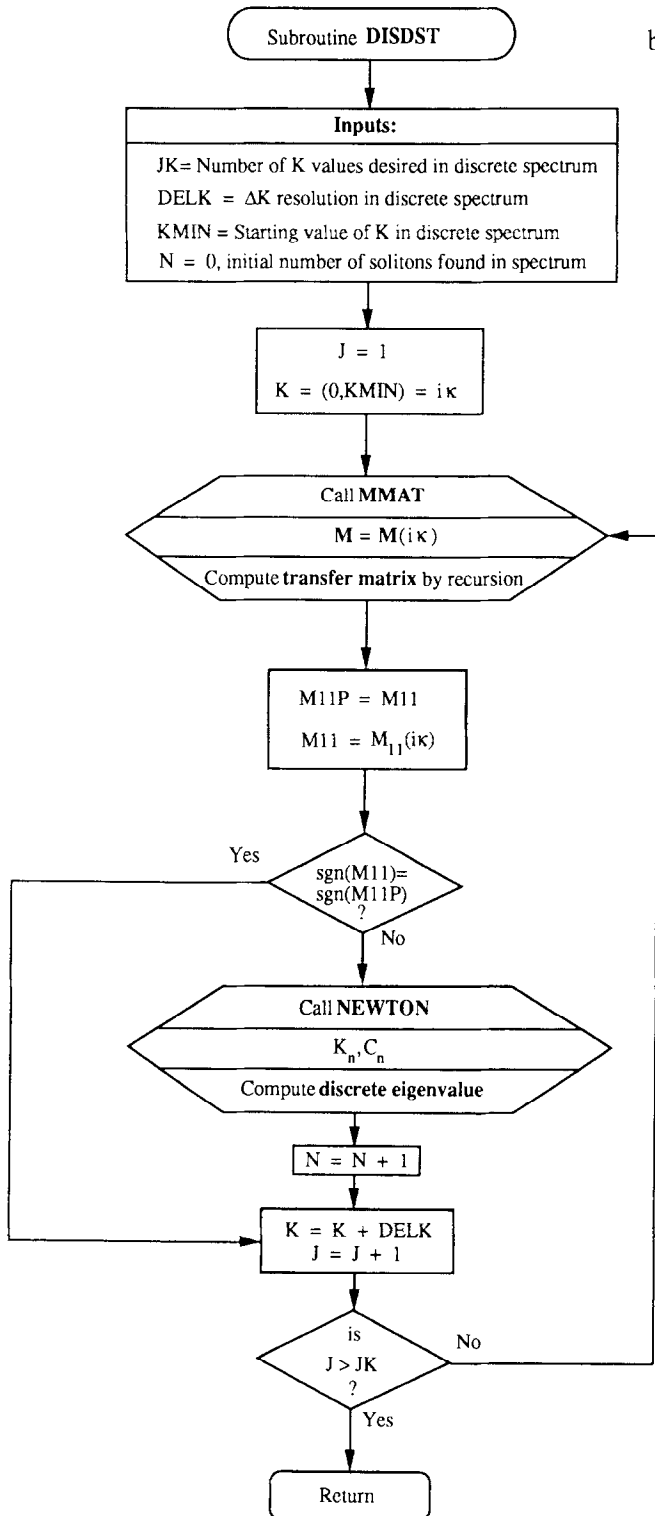 Subroutine DISDST
b
Inputs:
JK= Number of K values desired in discrete spectrum
DELK = ΔK resolution in discrete spectrum
KMIN = Starting value of K in discrete spectrum
N = 0, initial number of solitons found in spectrum
J = 1
K = (0,KMIN) = iκ
Call MMAT
M = M(iκ)
Compute transfer matrix by recursion
M11P = M11
M11 = M₁₁(iκ)
Yes
sgn(M11)=
sgn(M11P)
?
No
Call NEWTON
Kₙ,Cₙ
Compute discrete eigenvalue
N = N + 1
K = K + DELK
J = J + 1
is
No
J > JK
?
Yes
Return